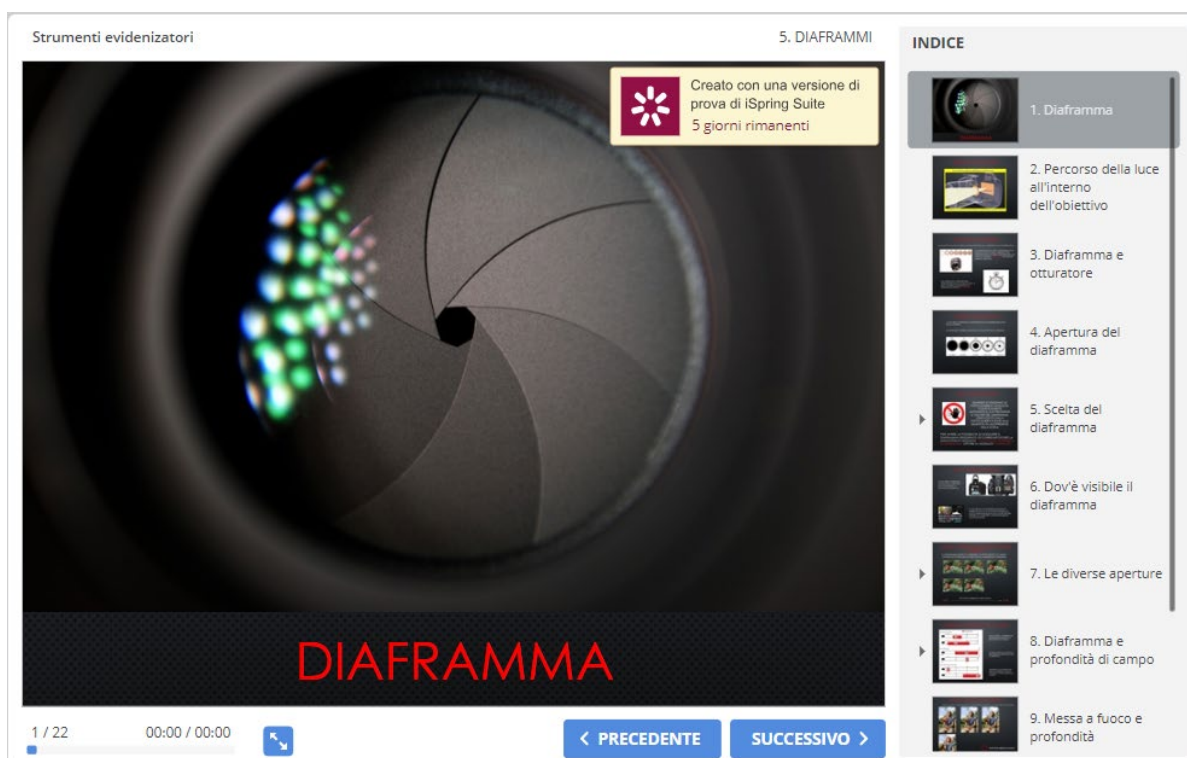 Strumenti evidenizatori
5. DIAFRAMMI
Creato con una versione di
prova di iSpring Suite
5 giorni rimanenti
DIAFRAMMA
1 / 22
00:00 / 00:00
PRECEDENTE
SUCCESSIVO
INDICE
1. Diaframma
2. Percorso della luce
all'interno
dell'obiettivo
3. Diaframma e
otturatore
4. Apertura del
diaframma
5. Scelta del
diaframma
6. Dov'è visibile il
diaframma
7. Le diverse aperture
8. Diaframma e
profondità di campo
9. Messa a fuoco e
profondità